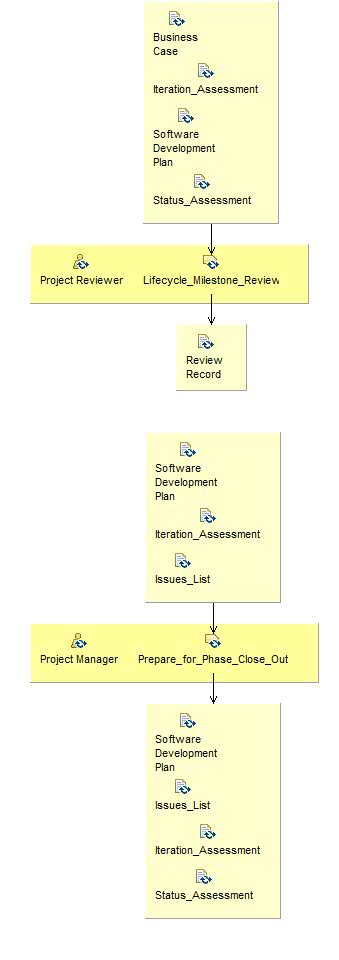 Business
Case
Iteration_Assessment
Software
Development
Plan
Status_Assessment
Project Reviewer
Lifecycle_Milestone_Review
Review
Record
Software
Development
Plan
Iteration_Assessment
Issues_List
Project Manager
Prepare_for_Phase_Close_Out
Software
Development
Plan
Issues_List
Iteration_Assessment
Status_Assessment